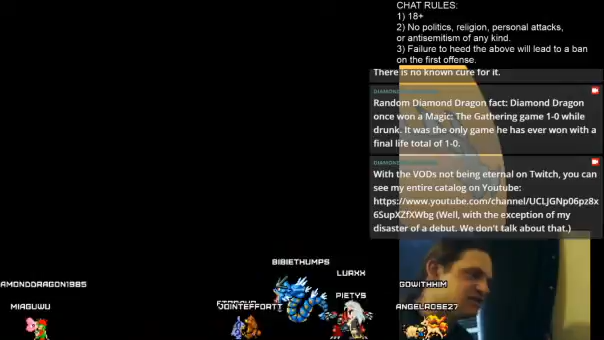 CHAT RULES:
1) 18+
2) No politics, religion, personal attacks,
or antisemitism of any kind.
3) Failure to heed the above will lead to a ban
on the first offense.
There is no known cure for it.
Random Diamond Dragon fact: Diamond Dragon
once won a Magic: The Gathering game 1-0 while
drunk. It was the only game he has ever won with a
final life total of 1-0.
With the VODs not being eternal on Twitch, you can
see my entire catalog on Youtube:
https://www.youtube.com/channel/UCLJGNp06pz8x
6SupXZfXWbg (Well, with the exception of my
disaster of a debut. We don't talk about that.)
BIBIETHUMPS
LURXX
AMONDDRAGON1985
GOWITHHIM
PIETYS
MIAGUWU
JOINTEFFORTT
ANGELROSE27